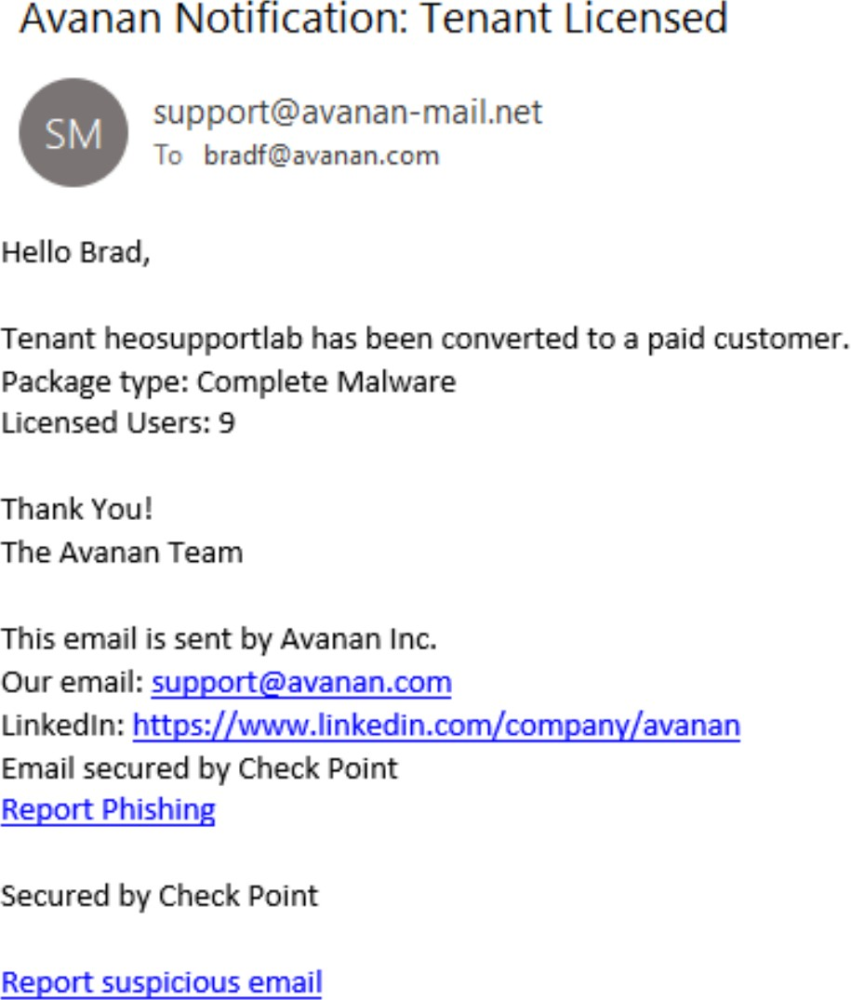 Avanan Notification: Tenant Licensed
SM
support@avanan-mail.net
To bradf@avanan.com
Hello Brad,
Tenant heosupportlab has been converted to a paid customer.
Package type: Complete Malware
Licensed Users: 9
Thank You!
The Avanan Team
This email is sent by Avanan Inc.
Our email: support@avanan.com
LinkedIn: https://www.linkedin.com/company/avanan
Email secured by Check Point
Report Phishing
Secured by Check Point
Report suspicious email